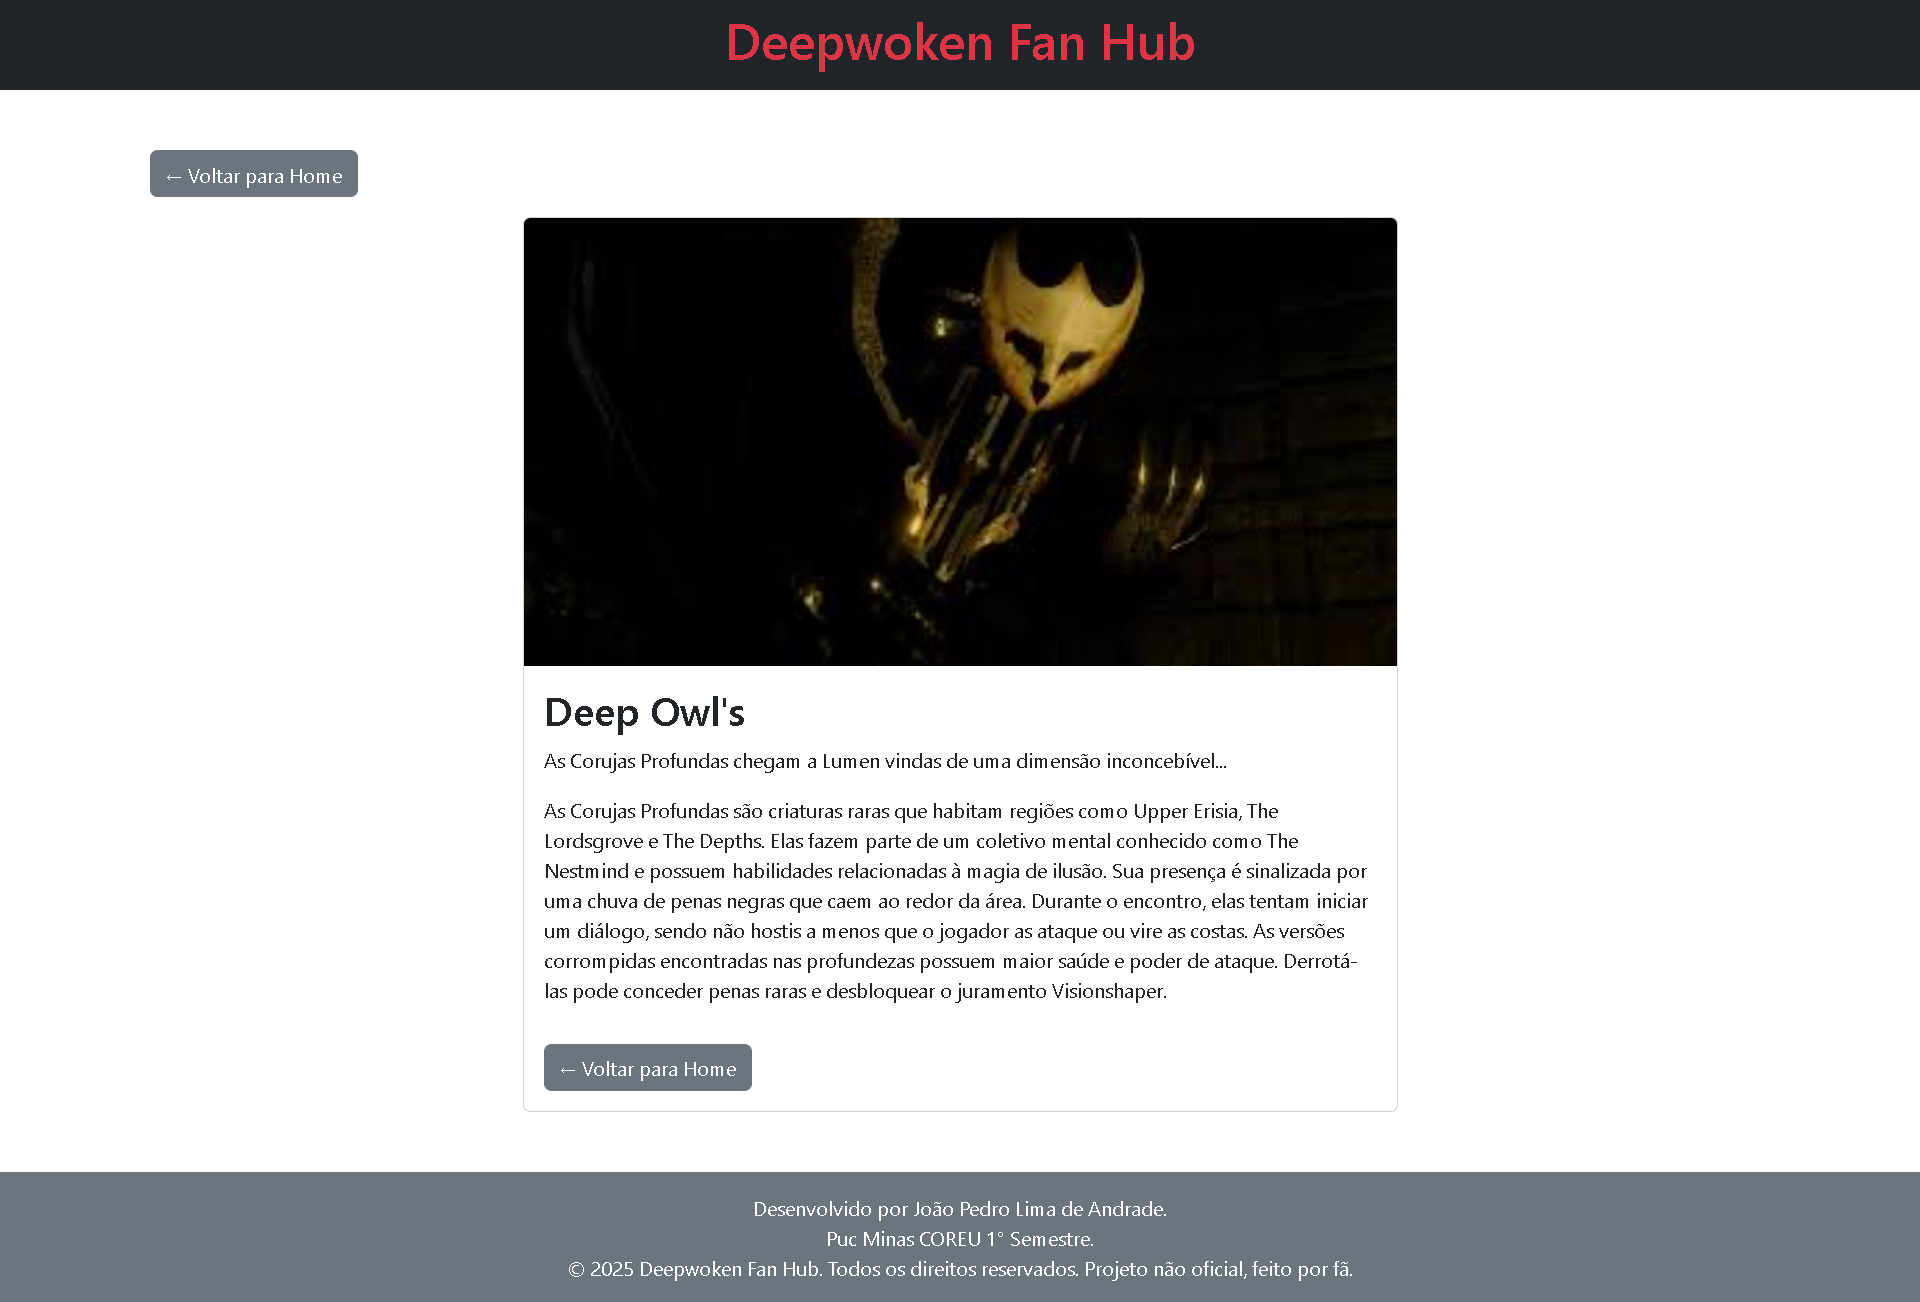 Deepwoken Fan Hub
← Voltar para Home
Deep Owl's
As Corujas Profundas chegam a Lumen vindas de uma dimensão inconcebível...
As Corujas Profundas são criaturas raras que habitam regiões como Upper Erisia, The
Lordsgrove e The Depths. Elas fazem parte de um coletivo mental conhecido como The
Nestmind e possuem habilidades relacionadas à magia de ilusão. Sua presença é sinalizada por
uma chuva de penas negras que caem ao redor da área. Durante o encontro, elas tentam iniciar
um diálogo, sendo não hostis a menos que o jogador as ataque ou vire as costas. As versões
corrompidas encontradas nas profundezas possuem maior saúde e poder de ataque. Derrotá-
las pode conceder penas raras e desbloquear o juramento Visionshaper.
← Voltar para Home
Desenvolvido por João Pedro Lima de Andrade.
Puc Minas COREU 1° Semestre.
© 2025 Deepwoken Fan Hub. Todos os direitos reservados. Projeto não oficial, feito por fã.